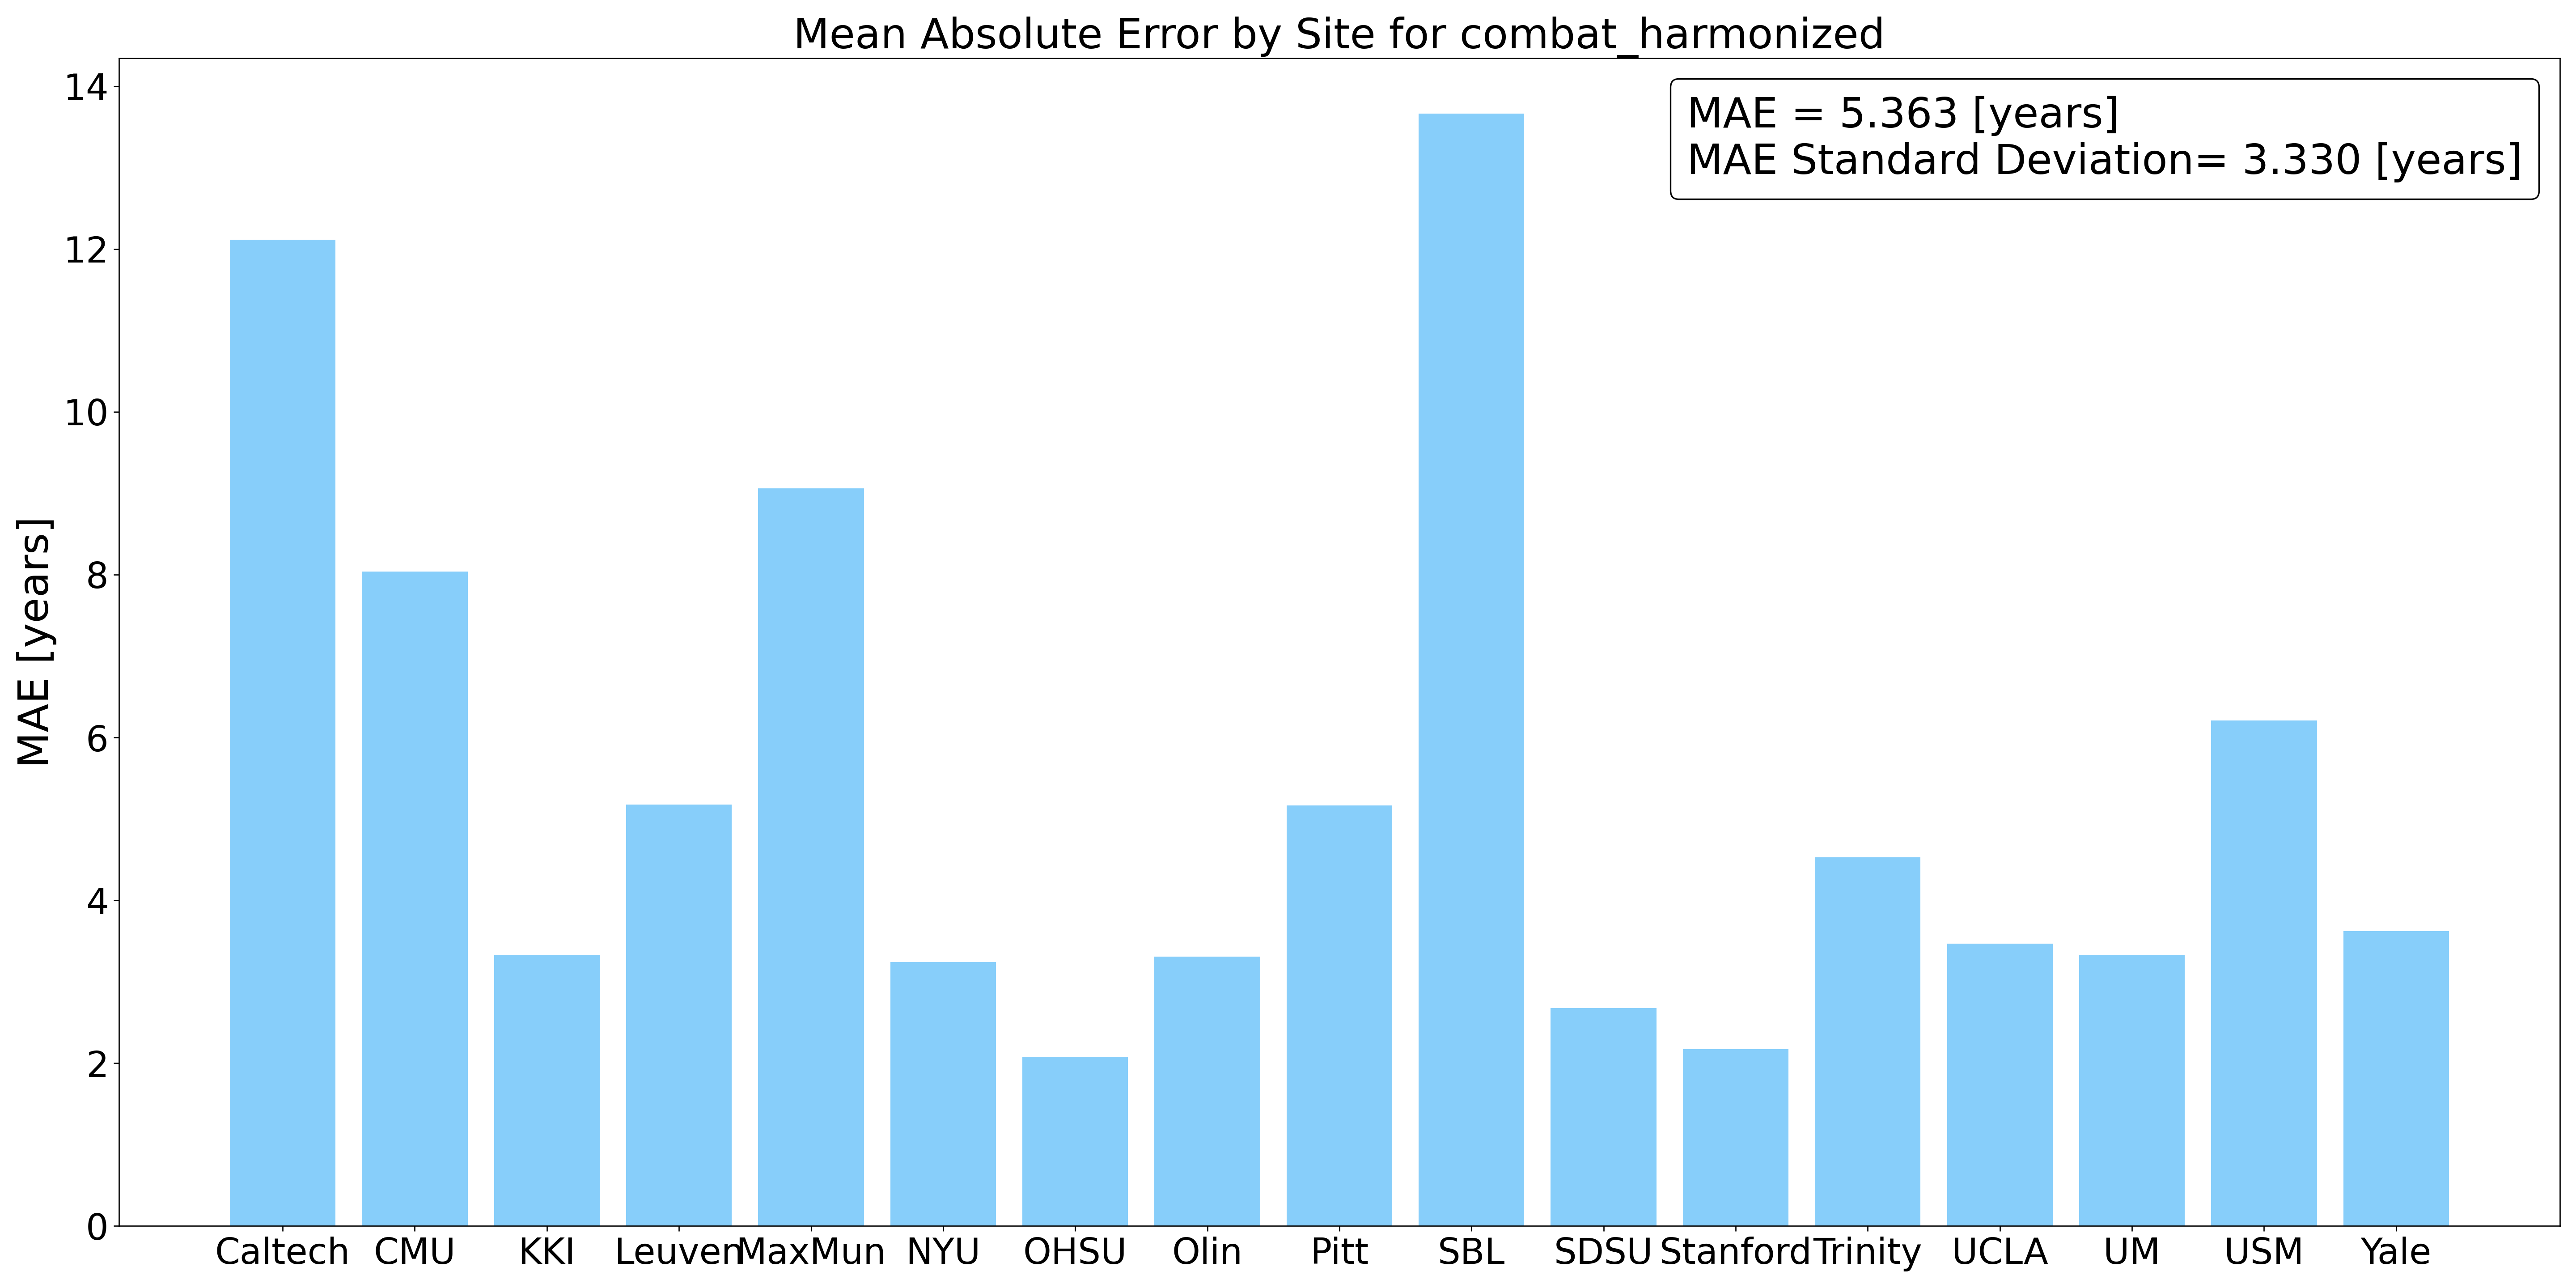 Mean Absolute Error by Site for combat_harmonized
MAE = 5.363 [years]
MAE Standard Deviation= 3.330 [years]
MAE [years]
14
12
10
8
6
4
2
0
Caltech CMU KKI Leuven MaxMun NYU OHSU Olin Pitt SBL SDSU Stanford Trinity UCLA UM USM Yale